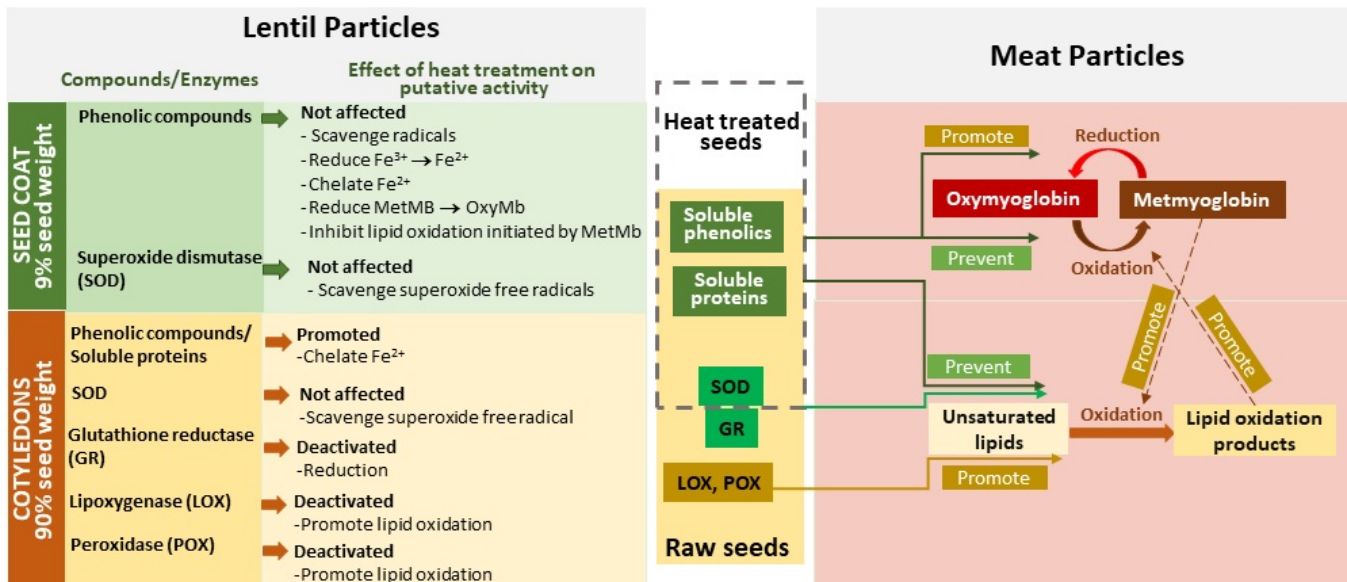 Lentil Particles
Compounds/Enzymes
Effect of heat treatment on
putative activity
SEED COAT
9% seed weight
Phenolic compounds
Not affected
- Scavenge radicals
- Reduce Fe³⁺ → Fe²⁺
- Chelate Fe²⁺
- Reduce MetMB → OxyMb
- Inhibit lipid oxidation initiated by MetMb
Superoxide dismutase
(SOD)
Not affected
- Scavenge superoxide free radicals
COTYLEDONS
90% seed weight
Phenolic compounds/
Soluble proteins
Promoted
-Chelate Fe²⁺
SOD
Not affected
-Scavenge superoxide free radical
Glutathione reductase
(GR)
Deactivated
-Reduction
Lipoxygenase (LOX)
Deactivated
-Promote lipid oxidation
Peroxidase (POX)
Deactivated
-Promote lipid oxidation
Heat treated
seeds
Soluble
phenolics
Soluble
proteins
SOD
GR
LOX, POX
Raw seeds
Meat Particles
Promote
Reduction
Oxymyoglobin
Metmyoglobin
Prevent
Oxidation
Promote
Promote
Prevent
Unsaturated
lipids
Oxidation
Lipid oxidation
products
Promote